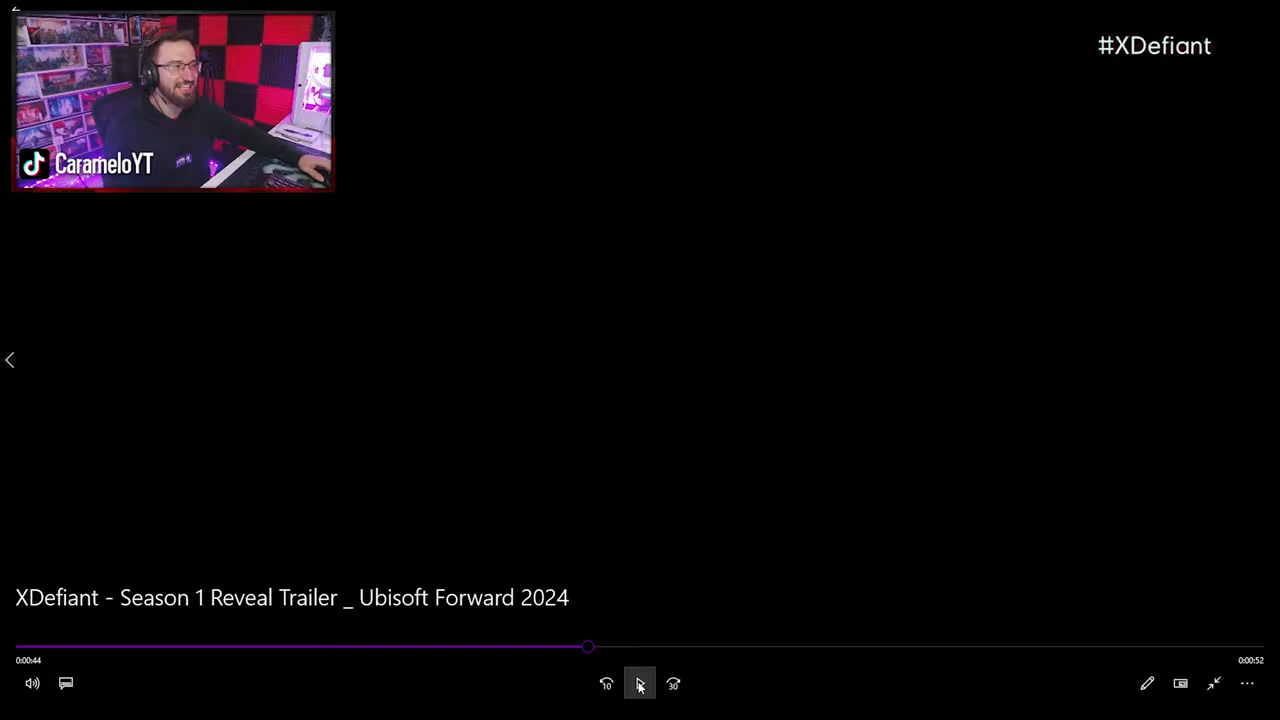 #XDefiant
CarameloYT
XDefiant - Season 1 Reveal Trailer _ Ubisoft Forward 2024
0:00:44
0:00:52
10
30